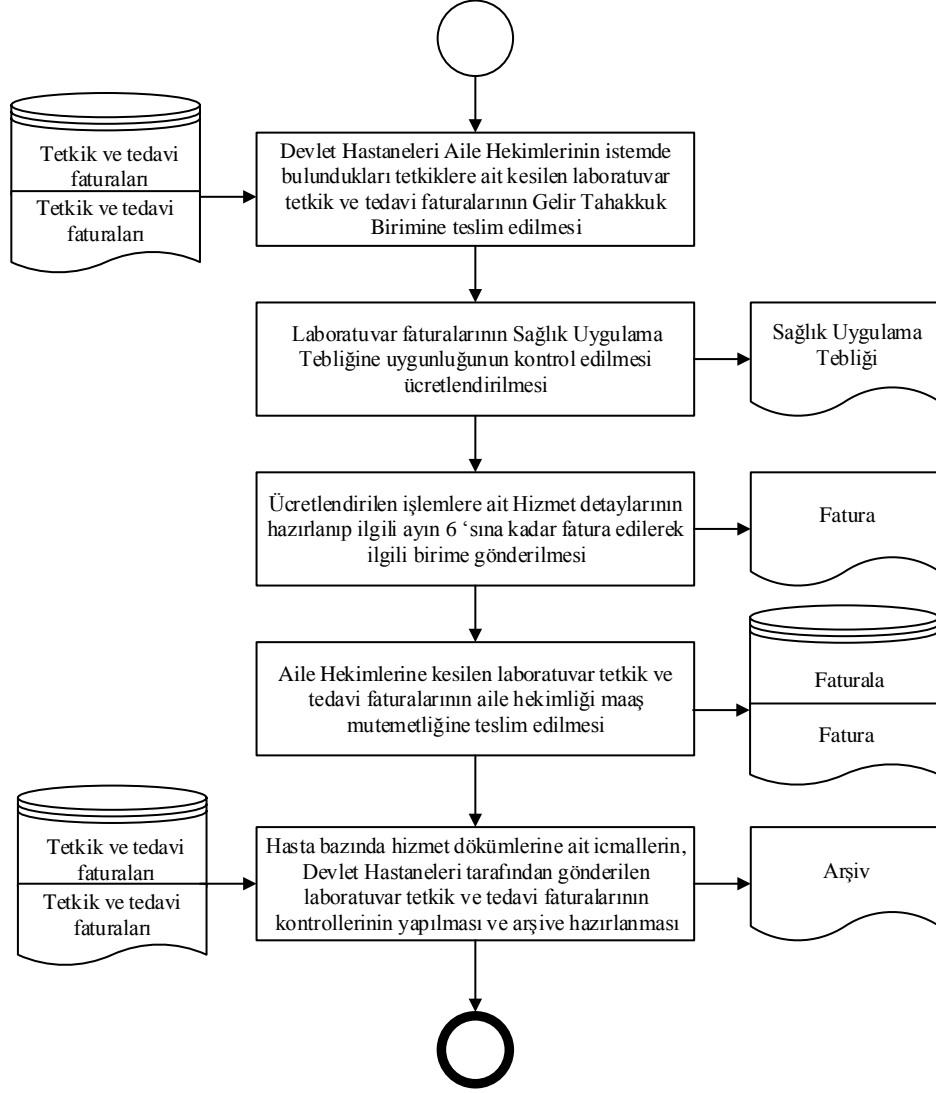 Tetkik ve tedavi
faturaları
Tetkik ve tedavi
faturaları
Devlet Hastaneleri Aile Hekimlerinin istemde
bulundukları tetkiklere ait kesilen laboratuvar
tetkik ve tedavi faturalarının Gelir Tahakkuk
Birimine teslim edilmesi
Laboratuvar faturalarının Sağlık Uygulama
Tebliğine uygunluğunun kontrol edilmesi
ücretlendirilmesi
Sağlık Uygulama
Tebliği
Ücretlendirilen işlemlere ait Hizmet detaylarının
hazırlanıp ilgili ayın 6 ‘sına kadar fatura edilerek
ilgili birime gönderilmesi
Fatura
Aile Hekimlerine kesilen laboratuvar tetkik ve
tedavi faturalarının aile hekimliği maaş
mutemetliğine teslim edilmesi
Faturala
Fatura
Tetkik ve tedavi
faturaları
Tetkik ve tedavi
faturaları
Hasta bazında hizmet dökümlerine ait icmallerin,
Devlet Hastaneleri tarafından gönderilen
laboratuvar tetkik ve tedavi faturalarının
kontrollerinin yapılması ve arşive hazırlanması
Arşiv